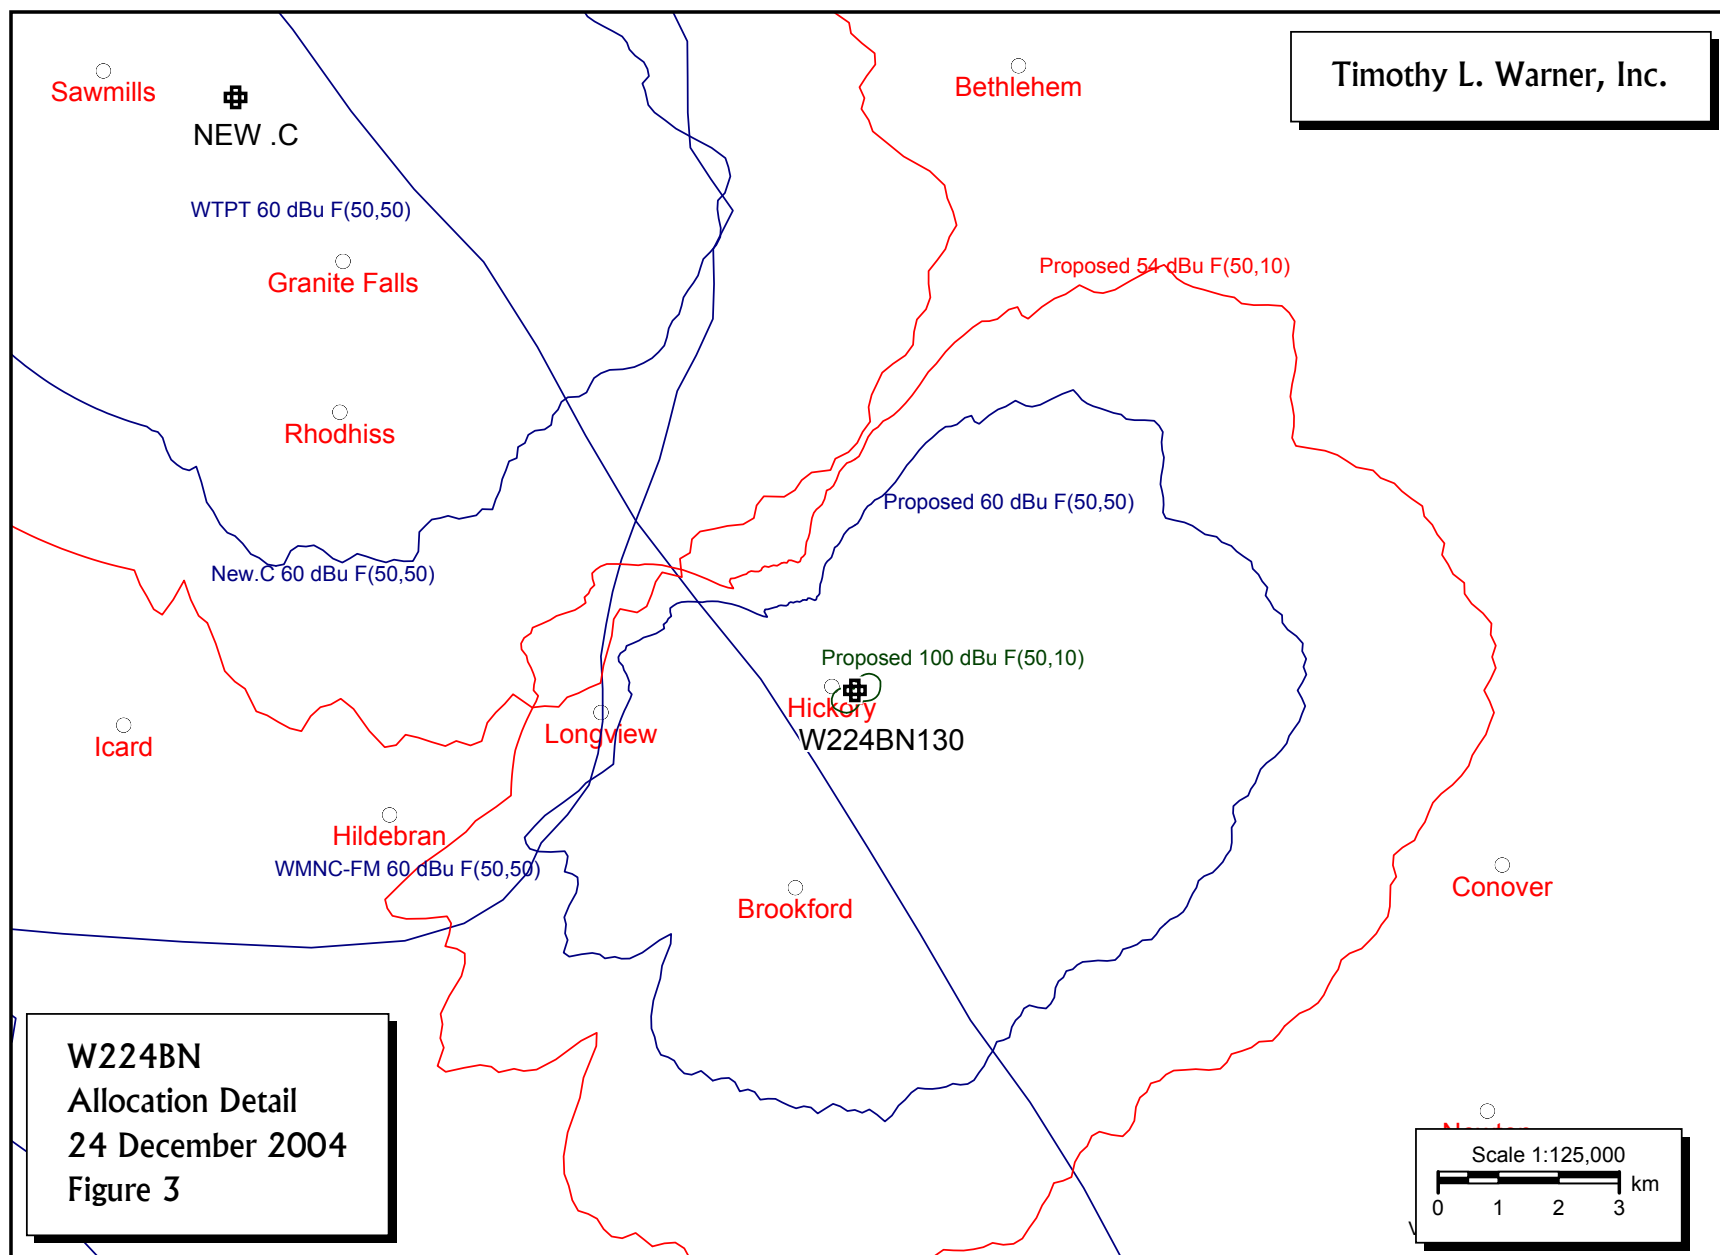 Timothy L. Warner, Inc.
Sawmills
Bethlehem
NEW .C
WTPT 60 dBu F(50,50)
Granite Falls
Proposed 54 dBu F(50,10)
Rhodhiss
Proposed 60 dBu F(50,50)
New.C 60 dBu F(50,50)
Proposed 100 dBu F(50,10)
Hickory
Longview
W224BN130
Icard
Hildebran
WMNC-FM 60 dBu F(50,50)
Conover
Brookford
W224BN
Allocation Detail
24 December 2004
Figure 3
Scale 1:125,000
km
0 1 2 3